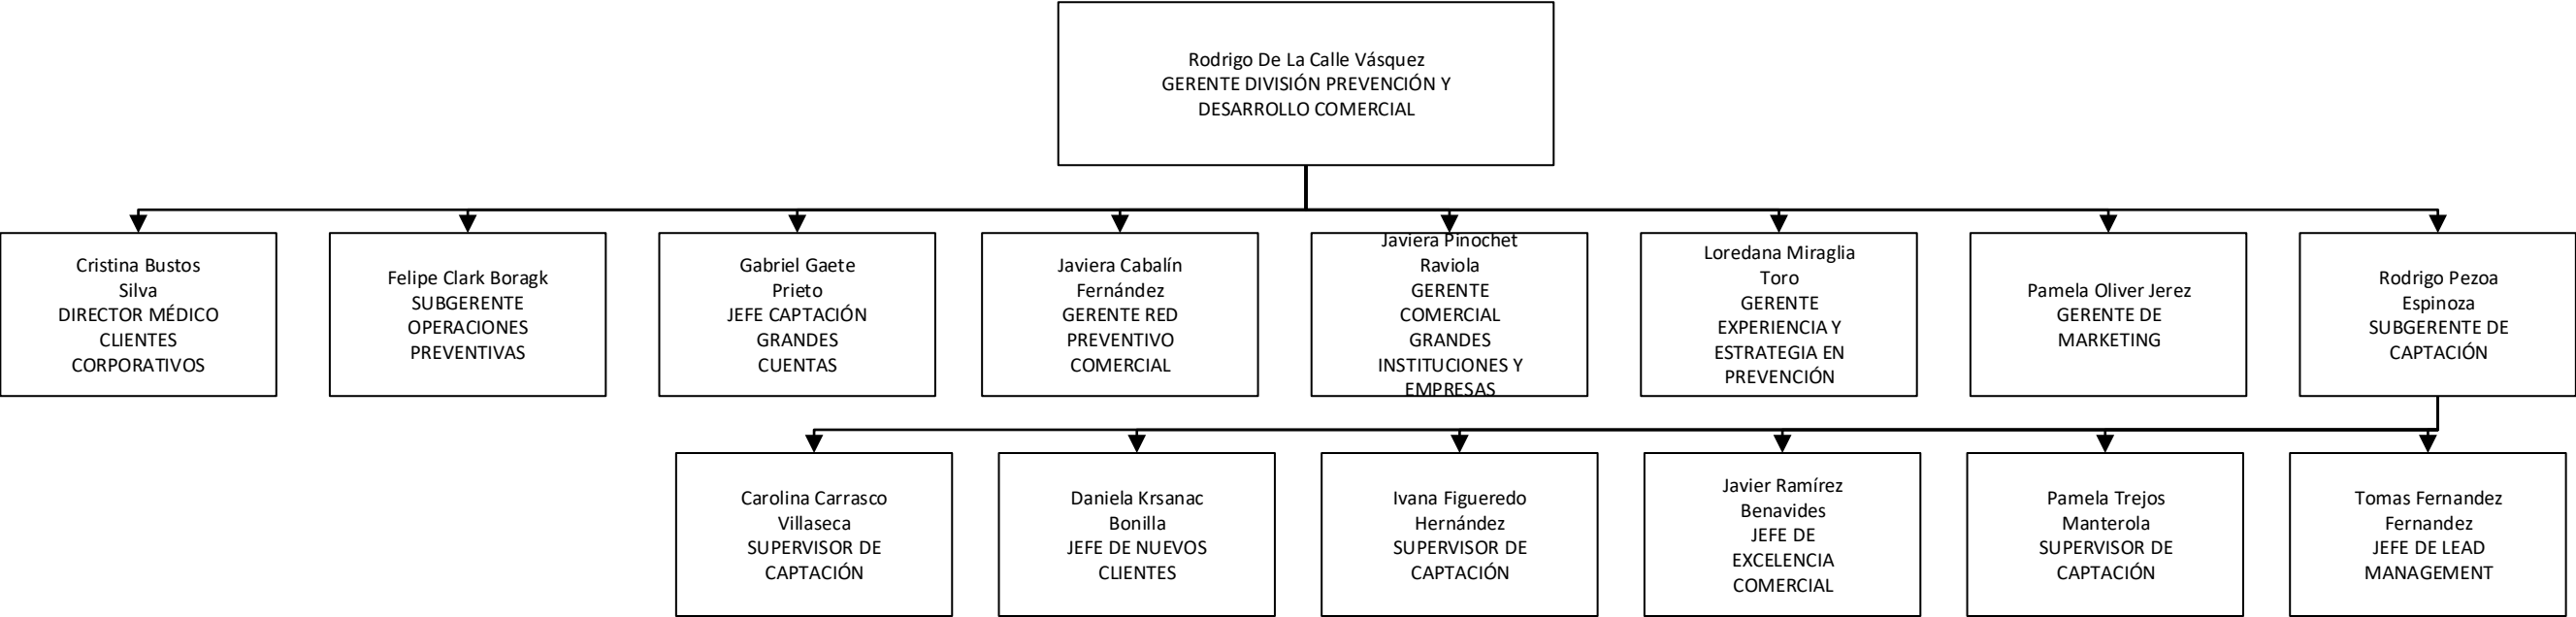 Rodrigo De La Calle Vásquez
GERENTE DIVISIÓN PREVENCIÓN Y
DESARROLLO COMERCIAL
Cristina Bustos
Silva
DIRECTOR MÉDICO
CLIENTES
CORPORATIVOS
Felipe Clark Boragk
SUBGERENTE
OPERACIONES
PREVENTIVAS
Gabriel Gaete
Prieto
JEFE CAPTACIÓN
GRANDES
CUENTAS
Javiera Cabalín
Fernández
GERENTE RED
PREVENTIVO
COMERCIAL
Javiera Pinochet
Raviola
GERENTE
COMERCIAL
GRANDES
INSTITUCIONES Y
EMPRESAS
Loredana Miraglia
Toro
GERENTE
EXPERIENCIA Y
ESTRATEGIA EN
PREVENCIÓN
Pamela Oliver Jerez
GERENTE DE
MARKETING
Rodrigo Pezoa
Espinoza
SUBGERENTE DE
CAPTACIÓN
Carolina Carrasco
Villaseca
SUPERVISOR DE
CAPTACIÓN
Daniela Krsanac
Bonilla
JEFE DE NUEVOS
CLIENTES
Ivana Figueredo
Hernández
SUPERVISOR DE
CAPTACIÓN
Javier Ramírez
Benavides
JEFE DE
EXCELENCIA
COMERCIAL
Pamela Trejos
Manterola
SUPERVISOR DE
CAPTACIÓN
Tomas Fernandez
Fernandez
JEFE DE LEAD
MANAGEMENT